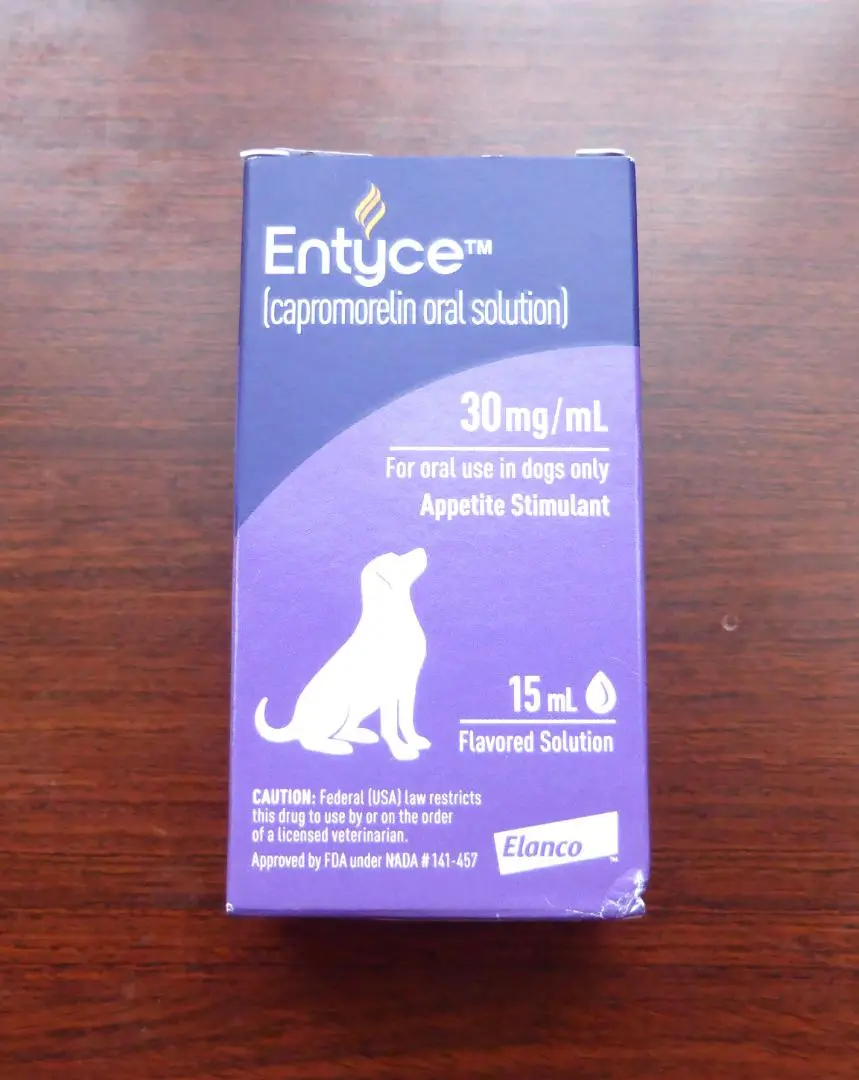 Entyce™
(capromorelin oral solution)
30 mg/mL
For oral use in dogs only
Appetite Stimulant
15 mL
Flavored Solution
CAUTION: Federal (USA) law restricts
this drug to use by or on the order
of a licensed veterinarian.
Approved by FDA under NADA # 141-457
Elanco™